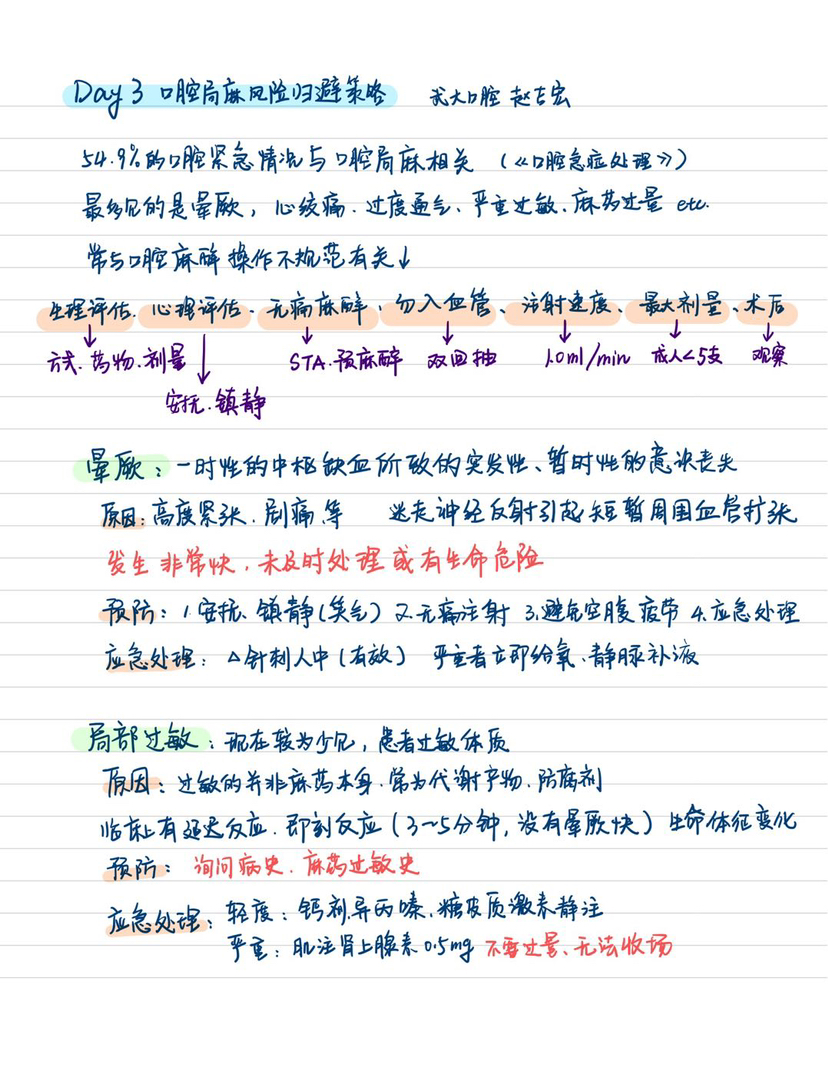 Day 3 口腔局麻风险归避策略 武大口腔 赵吉宏
54.9%的口腔紧急情况与口腔局麻相关 (《口腔急症处理》)
最多见的是晕厥, 心绞痛、过度通气、严重过敏、麻药过量 etc.
常与口腔麻醉操作不规范有关↓
生理评估、心理评估、无痛麻醉、勿入血管、注射速度、最大剂量、术后
方式、药物、剂量 STA、预麻醉 双回抽 1.0ml/min 成人<5支 观察
安抚、镇静
晕厥: 一时性的中枢缺血所致的突发性、暂时性的意识丧失
原因: 高度紧张、剧痛等 迷走神经反射引起短暂周围血管扩张
发生非常快, 未及时处理或有生命危险
预防: 1.安抚、镇静(笑气) 2.无痛注射 3.避免空腹疲劳 4.应急处理
应急处理: △针刺人中(有效) 严重者立即给氧、静脉补液
局部过敏: 现在较为少见, 患者过敏体质
原因: 过敏的并非麻药本身、常为代谢产物、防腐剂
临床上有延迟反应、即刻反应(3~5分钟, 没有晕厥快) 生命体征变化
预防: 询问病史、麻药过敏史
应急处理: 轻度: 钙剂、异丙嗪、糖皮质激素静注
严重: 肌注肾上腺素0.5mg 不要过量、无法收场